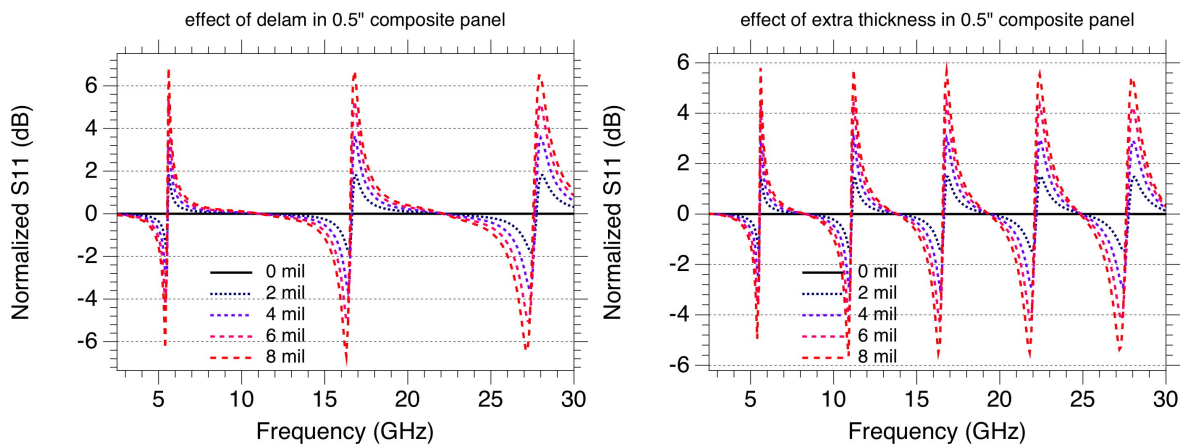 effect of delam in 0.5" composite panel
Normalized S11 (dB)
6
4
2
0
-2
-4
-6
0 mil
2 mil
4 mil
6 mil
8 mil
5
10
15
20
25
30
Frequency (GHz)
effect of extra thickness in 0.5" composite panel
Normalized S11 (dB)
6
4
2
0
-2
-4
-6
0 mil
2 mil
4 mil
6 mil
8 mil
5
10
15
20
25
30
Frequency (GHz)